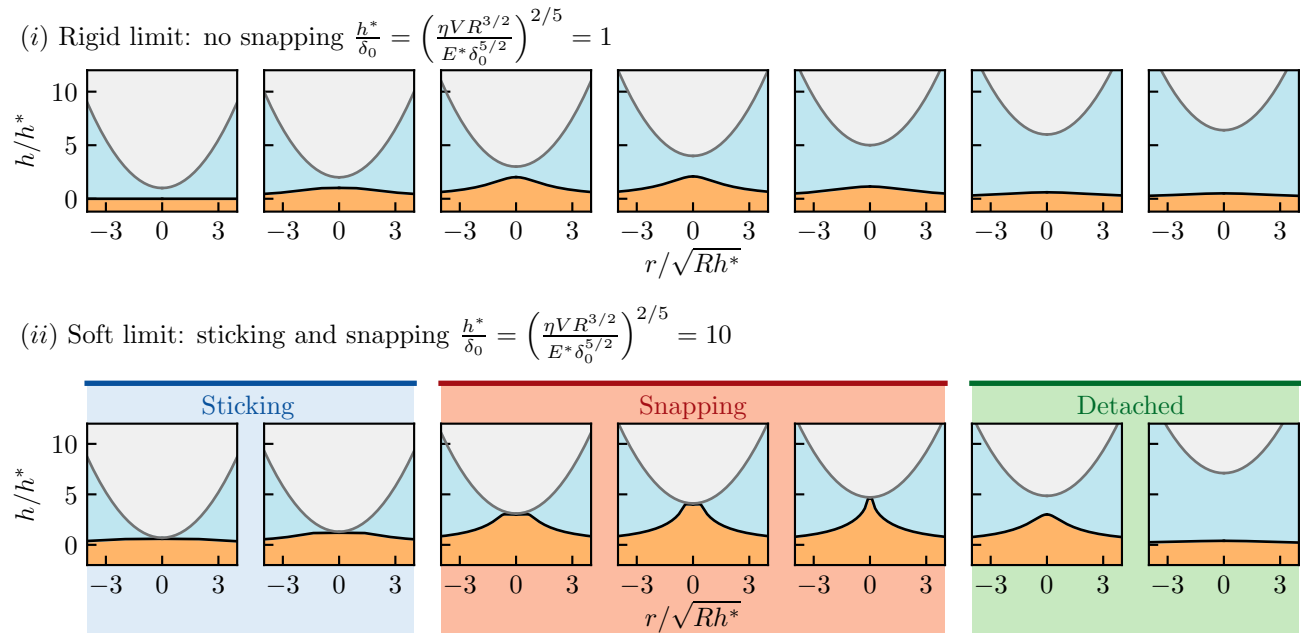 (i) Rigid limit: no snapping h*/δ₀ = (ηVR^{3/2}/E*δ₀^{5/2})^{2/5} = 1
10
5
0
h/h*
−3 0 3 −3 0 3 −3 0 3 −3 0 3 −3 0 3 −3 0 3 −3 0 3
r/√Rh*
(ii) Soft limit: sticking and snapping h*/δ₀ = (ηVR^{3/2}/E*δ₀^{5/2})^{2/5} = 10
Sticking Snapping Detached
10
5
0
h/h*
−3 0 3 −3 0 3 −3 0 3 −3 0 3 −3 0 3 −3 0 3 −3 0 3
r/√Rh*